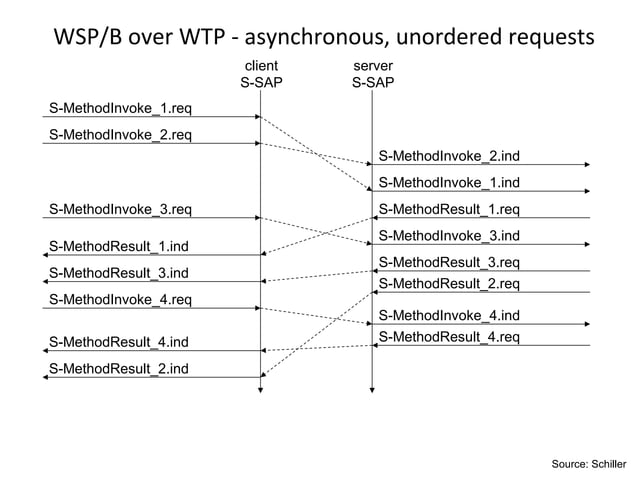 WSP/B over WTP - asynchronous, unordered requests
client
S-SAP
server
S-SAP
S-MethodInvoke_1.req
S-MethodInvoke_2.req
S-MethodInvoke_2.ind
S-MethodInvoke_1.ind
S-MethodInvoke_3.req
S-MethodResult_1.req
S-MethodInvoke_3.ind
S-MethodResult_1.ind
S-MethodResult_3.req
S-MethodResult_3.ind
S-MethodResult_2.req
S-MethodInvoke_4.req
S-MethodInvoke_4.ind
S-MethodResult_4.req
S-MethodResult_4.ind
S-MethodResult_2.ind
Source: Schiller